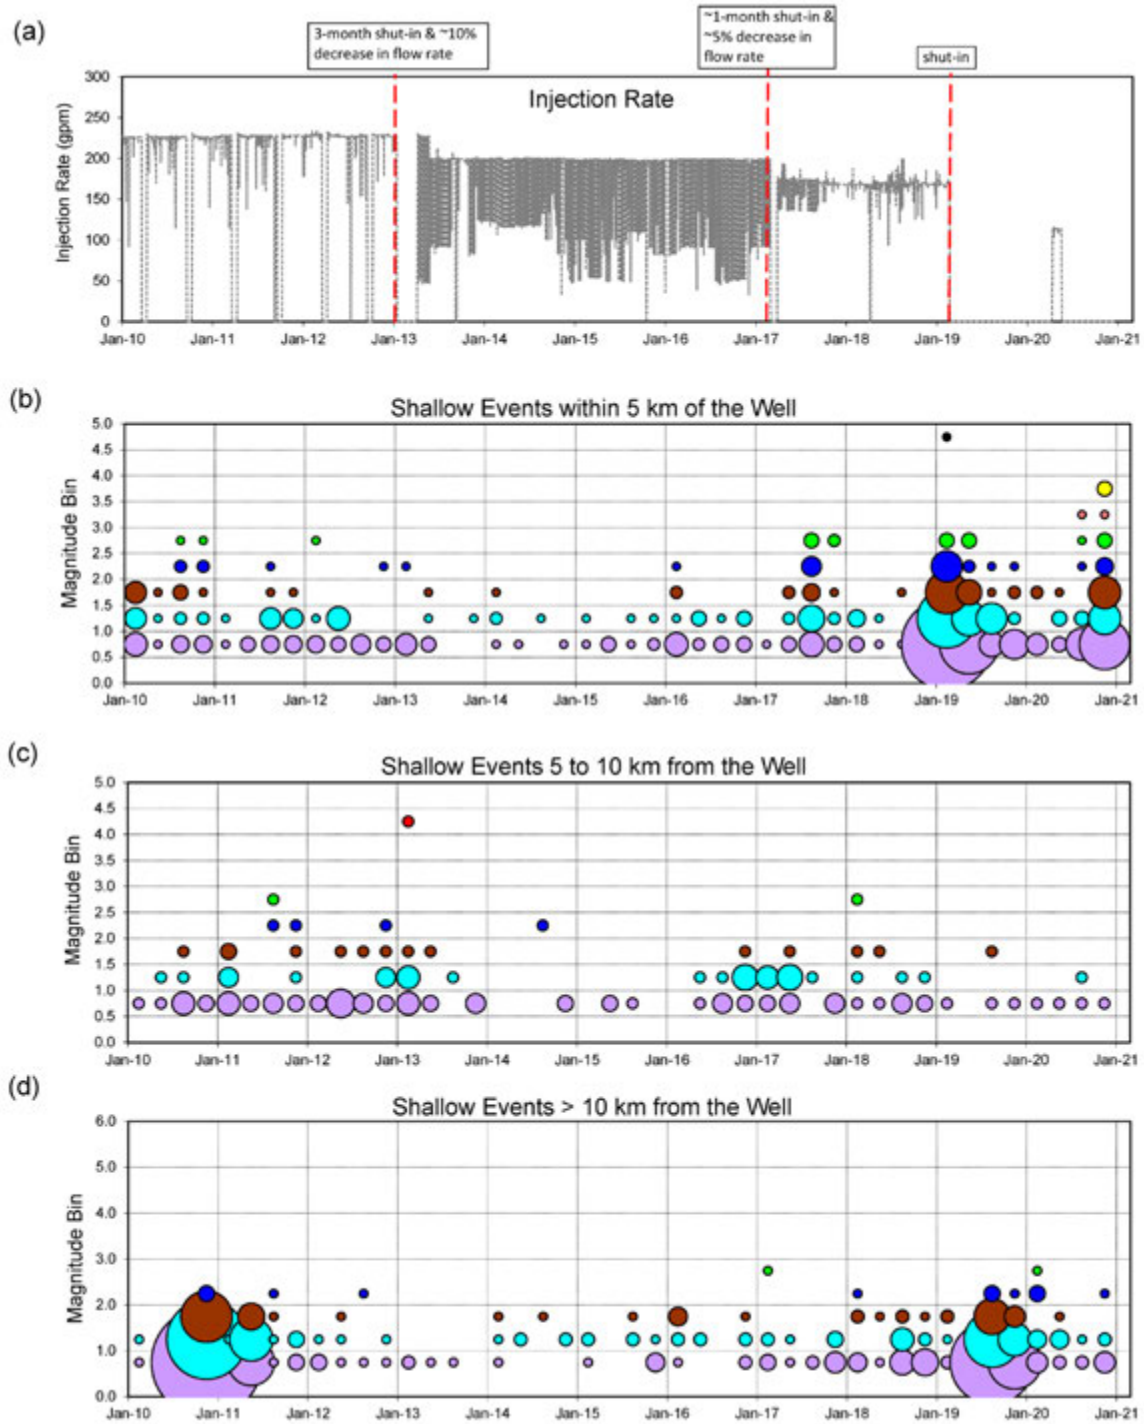 (a)
3-month shut-in & ~10%
decrease in flow rate
~1-month shut-in &
~5% decrease in
flow rate
shut-in
Injection Rate
Injection Rate (gpm)
300
250
200
150
100
50
0
Jan-10 Jan-11 Jan-12 Jan-13 Jan-14 Jan-15 Jan-16 Jan-17 Jan-18 Jan-19 Jan-20 Jan-21
(b)
Shallow Events within 5 km of the Well
Magnitude Bin
5.0
4.5
4.0
3.5
3.0
2.5
2.0
1.5
1.0
0.5
0.0
Jan-10 Jan-11 Jan-12 Jan-13 Jan-14 Jan-15 Jan-16 Jan-17 Jan-18 Jan-19 Jan-20 Jan-21
(c)
Shallow Events 5 to 10 km from the Well
Magnitude Bin
5.0
4.5
4.0
3.5
3.0
2.5
2.0
1.5
1.0
0.5
0.0
Jan-10 Jan-11 Jan-12 Jan-13 Jan-14 Jan-15 Jan-16 Jan-17 Jan-18 Jan-19 Jan-20 Jan-21
(d)
Shallow Events > 10 km from the Well
Magnitude Bin
6.0
5.0
4.0
3.0
2.0
1.0
0.0
Jan-10 Jan-11 Jan-12 Jan-13 Jan-14 Jan-15 Jan-16 Jan-17 Jan-18 Jan-19 Jan-20 Jan-21